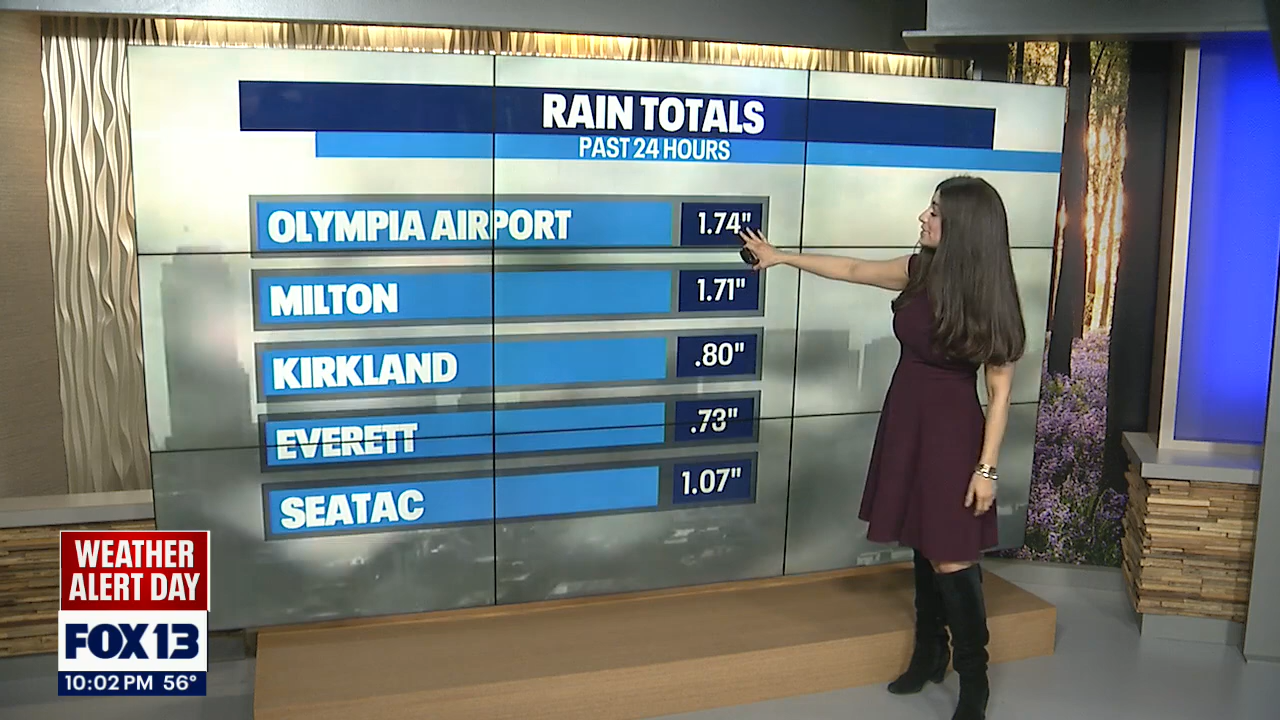 RAIN TOTALS
PAST 24 HOURS
OLYMPIA AIRPORT 1.74"
MILTON 1.71"
KIRKLAND .80"
EVERETT .73"
SEATAC 1.07"
WEATHER
ALERT DAY
FOX 13
10:02 PM 56°